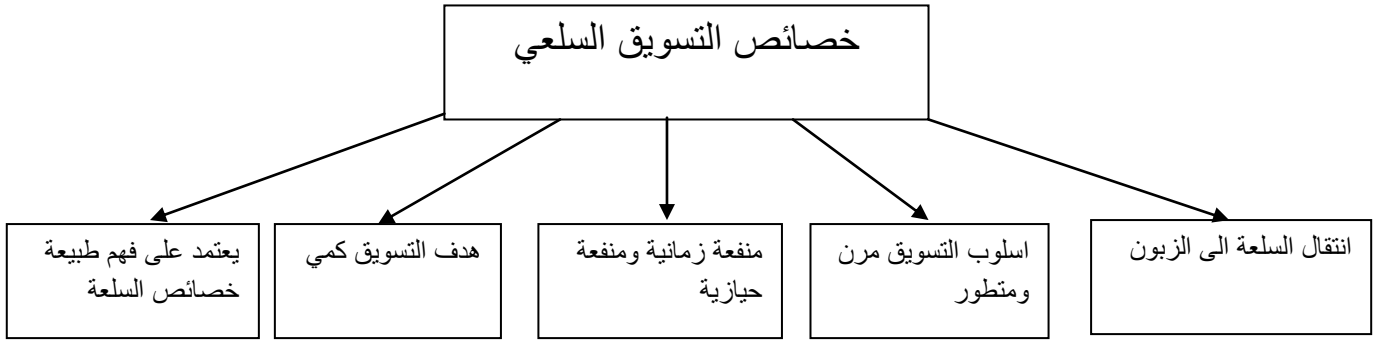 خصائص التسويق السلعي
انتقال السلعة الى الزبون
اسلوب التسويق مرن
ومتطور
منفعة زمانية ومنفعة
حيازية
هدف التسويق كمي
يعتمد على فهم طبيعة
خصائص السلعة